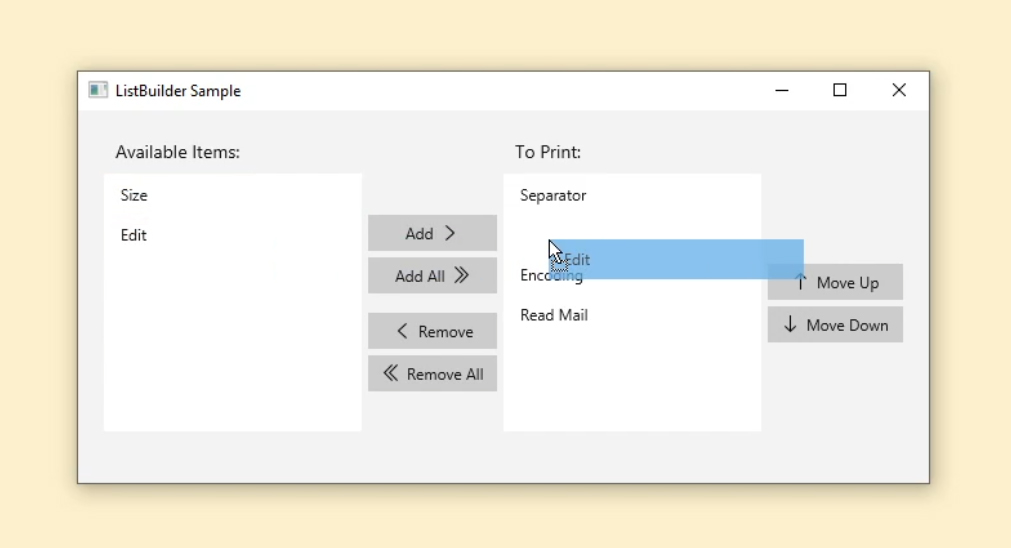 ListBuilder Sample
Available Items:
To Print:
Size
Edit
Add
Add All
Remove
Remove All
Separator
Edit
Encoding
Read Mail
Move Up
Move Down